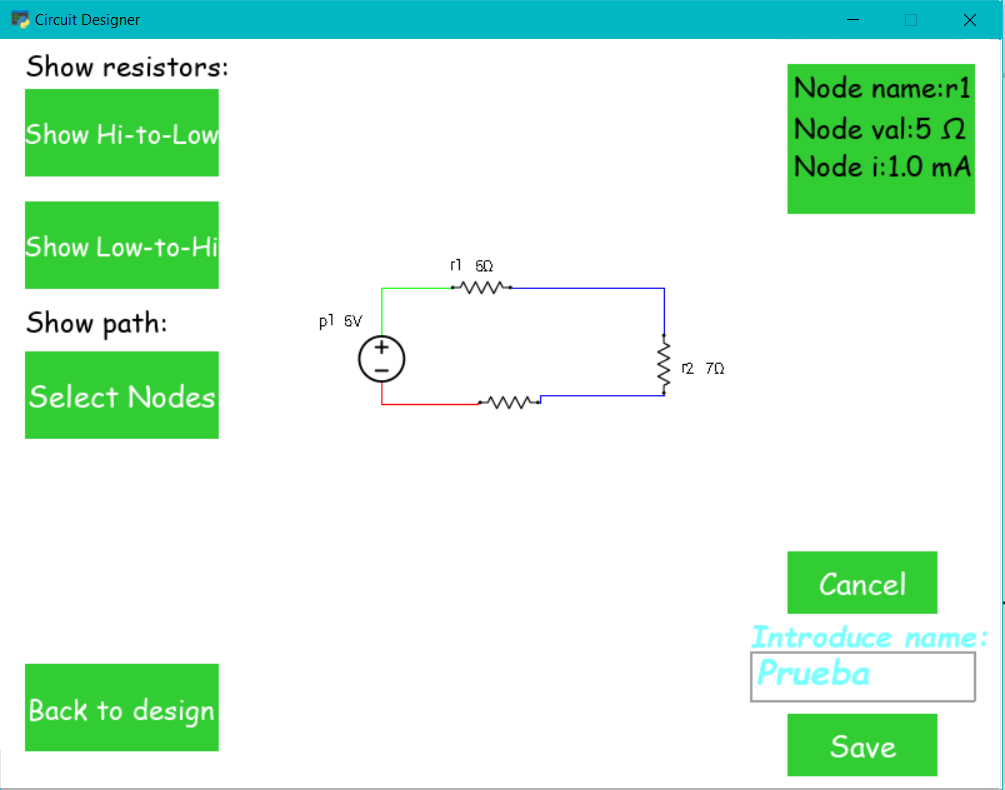 Circuit Designer
Show resistors:
Show Hi-to-Low
Show Low-to-Hi
Show path:
Select Nodes
Back to design
r1 5Ω
p1 5V
r2 7Ω
Node name:r1
Node val:5 Ω
Node i:1.0 mA
Cancel
Introduce name:
Prueba
Save